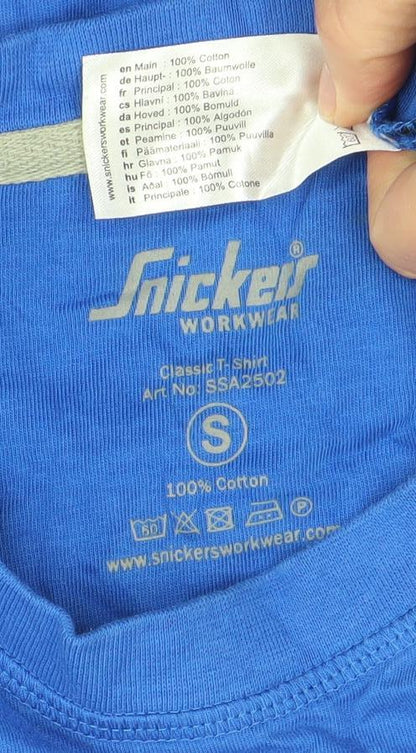 en Main : 100% Cotton
de Haupt- : 100% Baumwolle
fr Principal : 100% Coton
cs Hlavní : 100% Bavlna
da Hoved : 100% Bomuld
es Principal : 100% Algodón
et Peamine : 100% Puuvill
fi Päämateriaali : 100% Puuvilla
hr Glavna : 100% Pamuk
hu Fő : 100% Pamut
is Aðal : 100% Bómull
it Principale : 100% Cotone
www.snickersworkwear.com
Snickers®
WORKWEAR
Classic T-Shirt
Art No: SSA2502
S
100% Cotton
60 P
www.snickersworkwear.com